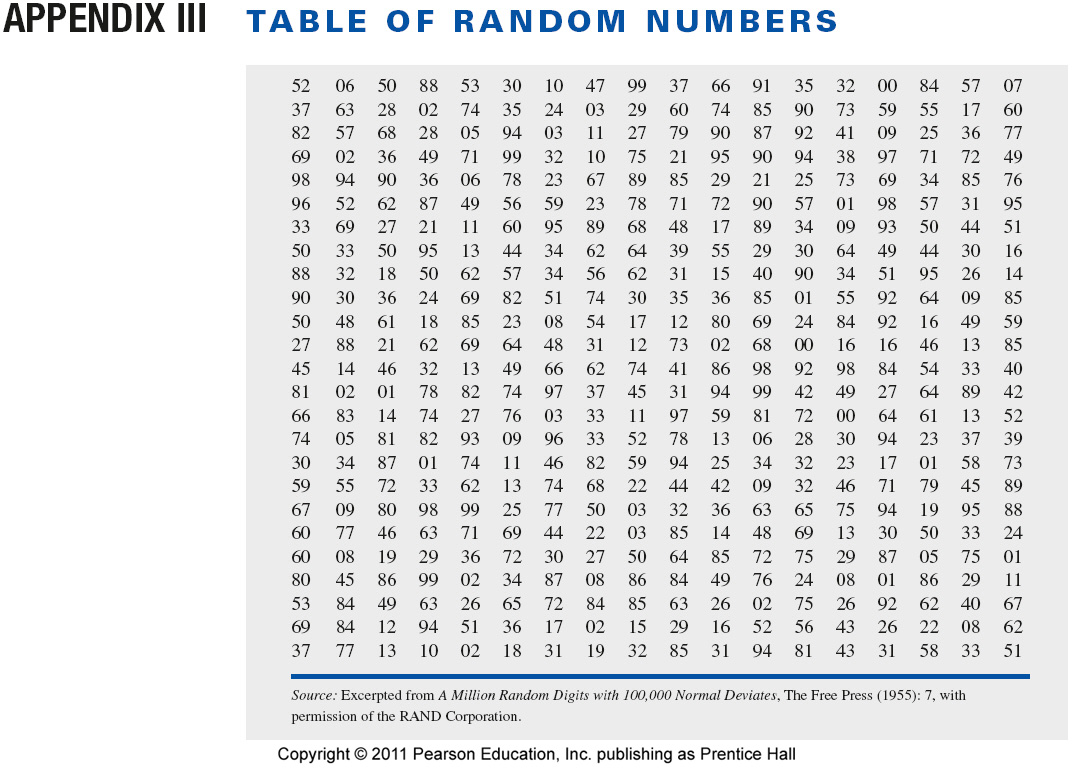 APPENDIX III TABLE OF RANDOM NUMBERS
52 06 50 88 53 30 10 47 99 37 66 91 35 32 00 84 57 07
37 63 28 02 74 35 24 03 29 60 74 85 90 73 59 55 17 60
82 57 68 28 05 94 03 11 27 79 90 87 92 41 09 25 36 77
69 02 36 49 71 99 32 10 75 21 95 90 94 38 97 71 72 49
98 94 90 36 06 78 23 67 89 85 29 21 25 73 69 34 85 76
96 52 62 87 49 56 59 23 78 71 72 90 57 01 98 57 31 95
33 69 27 21 11 60 95 89 68 48 17 89 34 09 93 50 44 51
50 33 50 95 13 44 34 62 64 39 55 29 30 64 49 44 30 16
88 32 18 50 62 57 34 56 62 31 15 40 90 34 51 95 26 14
90 30 36 24 69 82 51 74 30 35 36 85 01 55 92 64 09 85
50 48 61 18 85 23 08 54 17 12 80 69 24 84 92 16 49 59
27 88 21 62 69 64 48 31 12 73 02 68 00 16 16 46 13 85
45 14 46 32 13 49 66 62 74 41 86 98 92 98 84 54 33 40
81 02 01 78 82 74 97 37 45 31 94 99 42 49 27 64 89 42
66 83 14 74 27 76 03 33 11 97 59 81 72 00 64 61 13 52
74 05 81 82 93 09 96 33 52 78 13 06 28 30 94 23 37 39
30 34 87 01 74 11 46 82 59 94 25 34 32 23 17 01 58 73
59 55 72 33 62 13 74 68 22 44 42 09 32 46 71 79 45 89
67 09 80 98 99 25 77 50 03 32 36 63 65 75 94 19 95 88
60 77 46 63 71 69 44 22 03 85 14 48 69 13 30 50 33 24
60 08 19 29 36 72 30 27 50 64 85 72 75 29 87 05 75 01
80 45 86 99 02 34 87 08 86 84 49 76 24 08 01 86 29 11
53 84 49 63 26 65 72 84 85 63 26 02 75 26 92 62 40 67
69 84 12 94 51 36 17 02 15 29 16 52 56 43 26 22 08 62
37 77 13 10 02 18 31 19 32 85 31 94 81 43 31 58 33 51
Source: Excerpted from A Million Random Digits with 100,000 Normal Deviates, The Free Press (1955): 7, with
permission of the RAND Corporation.
Copyright © 2011 Pearson Education, Inc. publishing as Prentice Hall